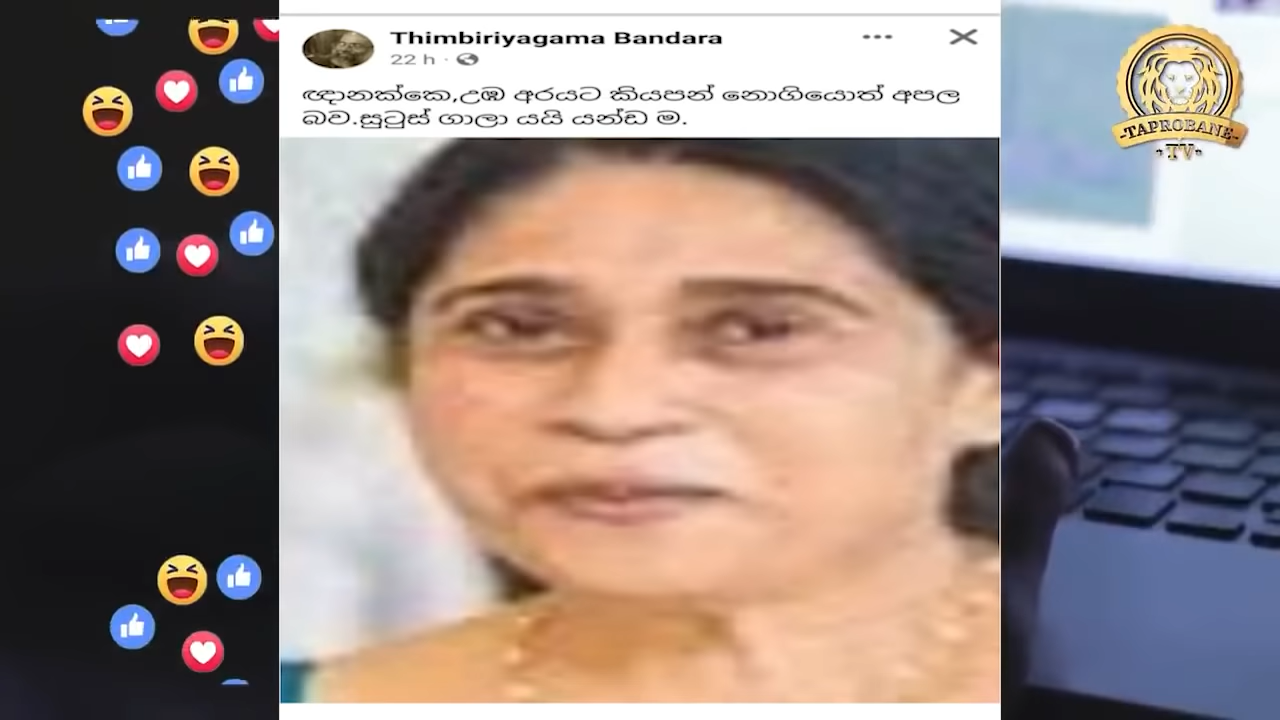 Thimbiriyagama Bandara
22 h ·
ඥානක්කෙ,උඹ අරයට කියපන් නොගියොත් අපල
බව.සුටුස් ගාලා යයි යන්ඩ ම.
TAPROBANE
TV